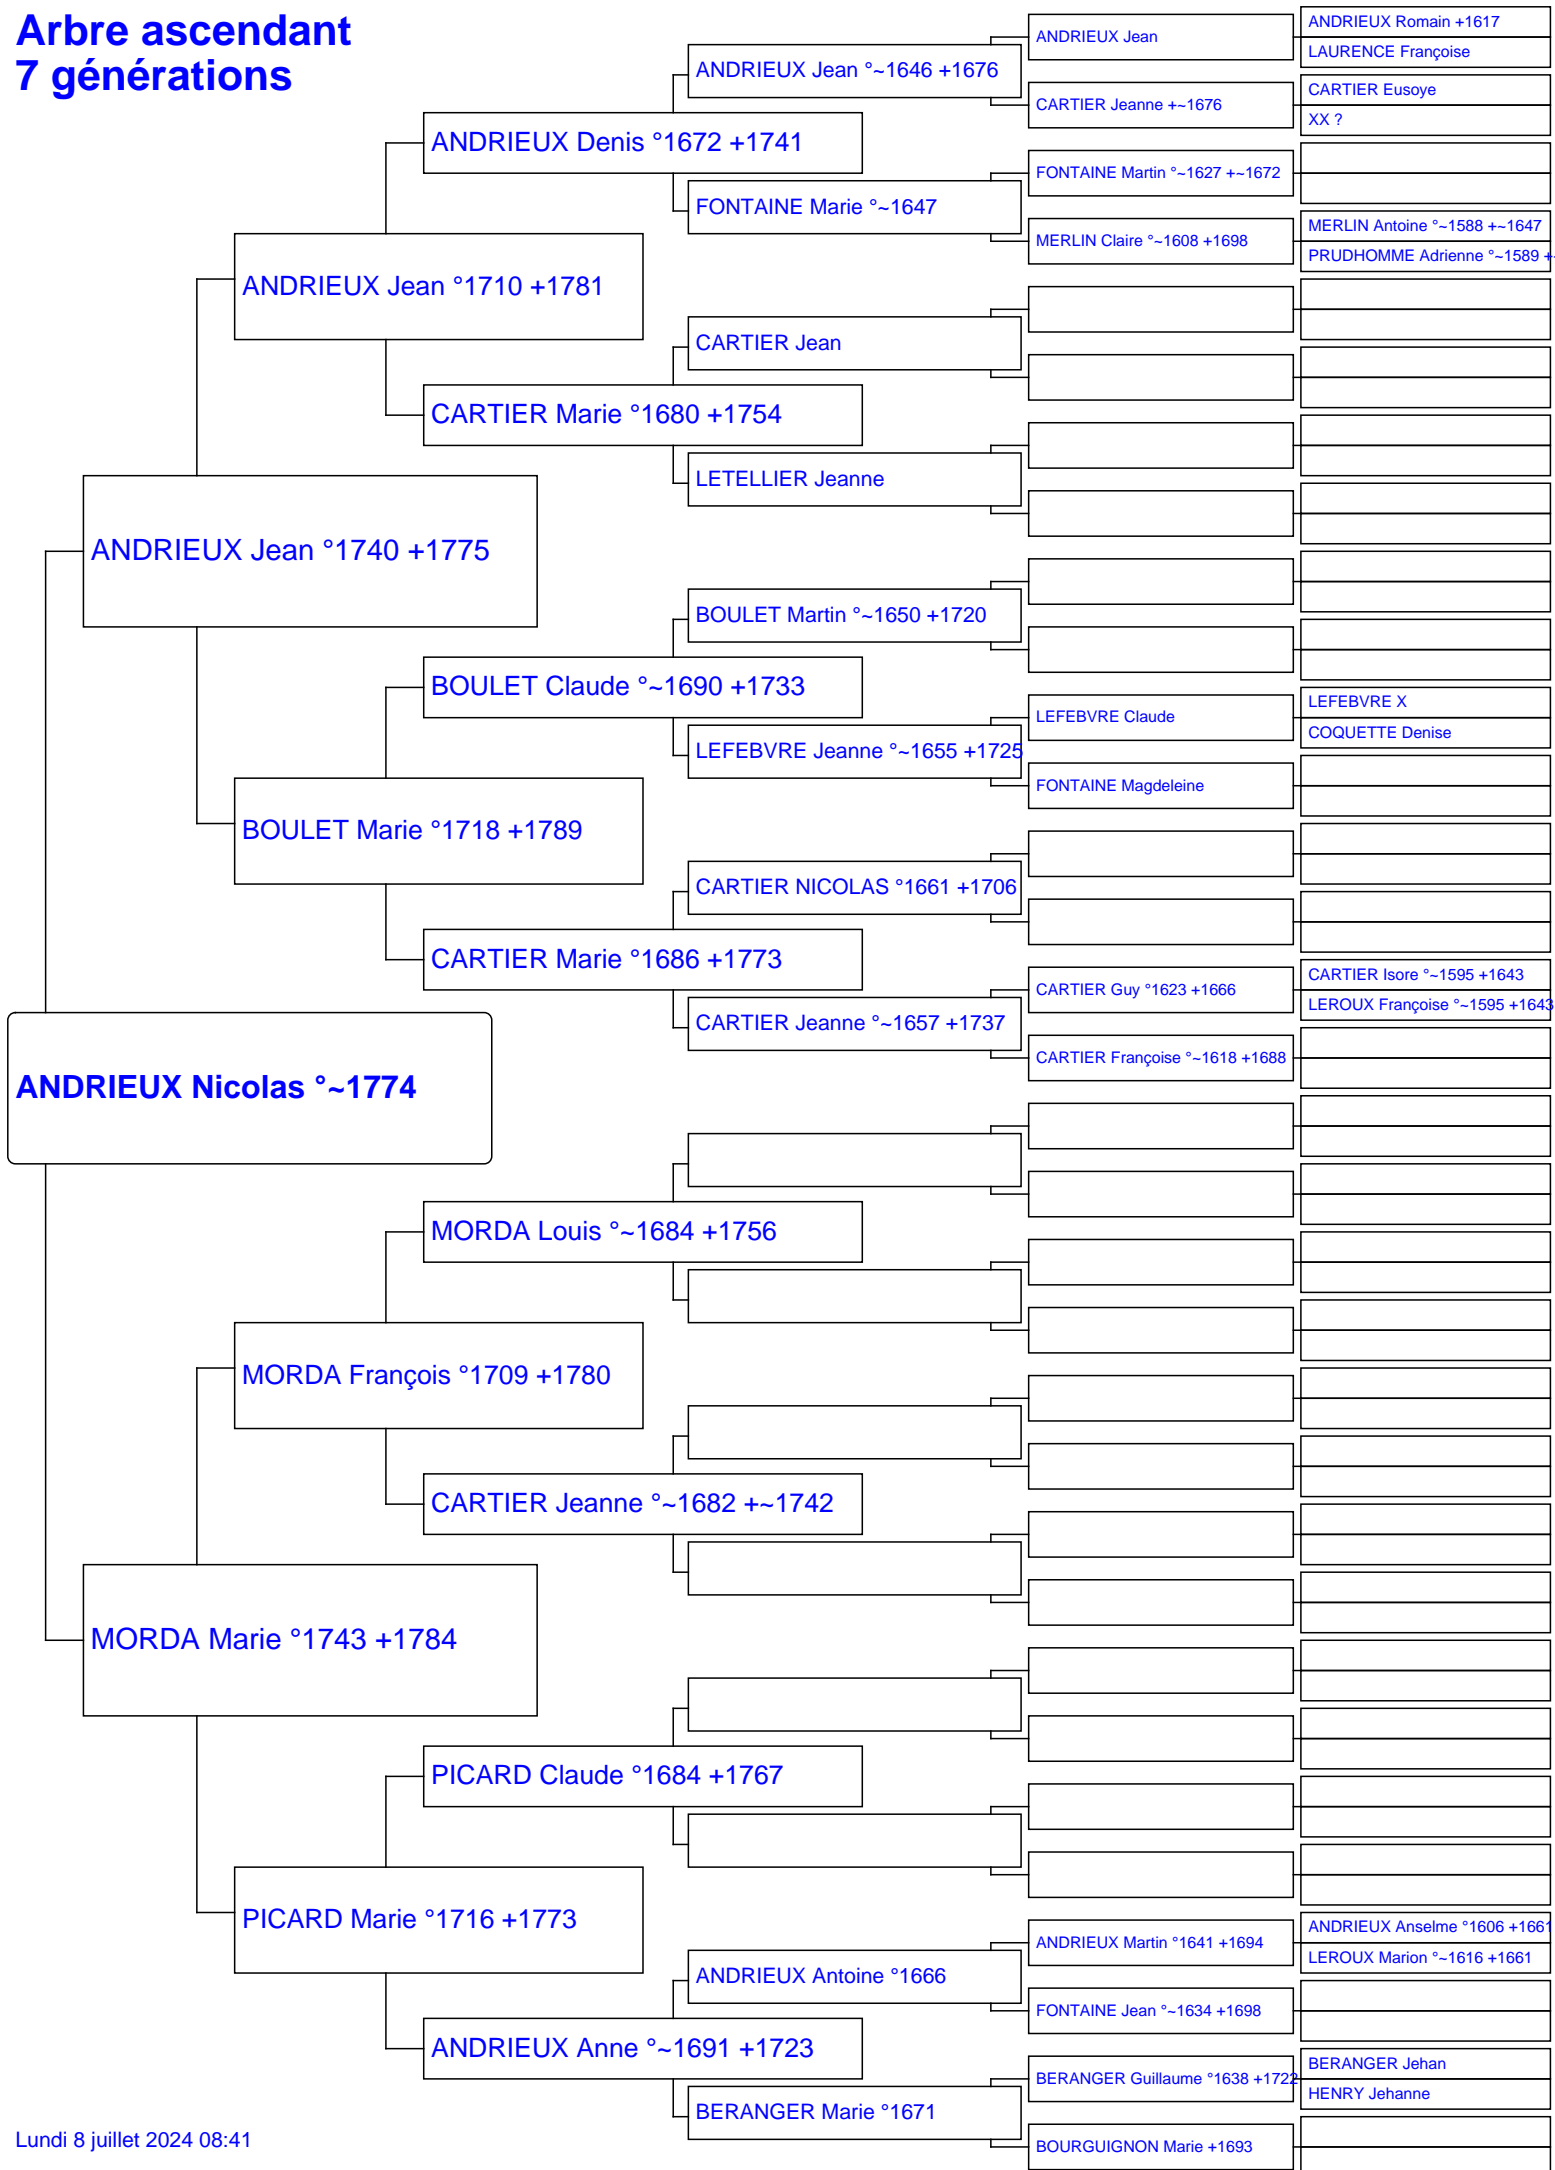 Arbre ascendant
7 générations
ANDRIEUX Nicolas °~1774
ANDRIEUX Jean °1740 +1775
MORDA Marie °1743 +1784
ANDRIEUX Jean °1710 +1781
BOULET Marie °1718 +1789
MORDA François °1709 +1780
PICARD Marie °1716 +1773
ANDRIEUX Denis °1672 +1741
CARTIER Marie °1680 +1754
BOULET Claude °~1690 +1733
CARTIER Marie °1686 +1773
MORDA Louis °~1684 +1756
CARTIER Jeanne °~1682 +~1742
PICARD Claude °1684 +1767
ANDRIEUX Anne °~1691 +1723
ANDRIEUX Jean °~1646 +1676
FONTAINE Marie °~1647
CARTIER Jean
LETELLIER Jeanne
BOULET Martin °~1650 +1720
LEFEBVRE Jeanne °~1655 +1725
CARTIER NICOLAS °1661 +1706
CARTIER Jeanne °~1657 +1737
ANDRIEUX Antoine °1666
BERANGER Marie °1671
ANDRIEUX Jean
CARTIER Jeanne +~1676
FONTAINE Martin °~1627 +~1672
MERLIN Claire °~1608 +1698
LEFEBVRE Claude
FONTAINE Magdeleine
CARTIER Guy °1623 +1666
CARTIER Françoise °~1618 +1688
ANDRIEUX Martin °1641 +1694
FONTAINE Jean °~1634 +1698
BERANGER Guillaume °1638 +1722
BOURGUIGNON Marie +1693
ANDRIEUX Romain +1617
LAURENCE Françoise
CARTIER Eusoye
XX ?
MERLIN Antoine °~1588 +~1647
PRUDHOMME Adrienne °~1589 +
LEFEBVRE X
COQUETTE Denise
CARTIER Isore °~1595 +1643
LEROUX Françoise °~1595 +1643
ANDRIEUX Anselme °1606 +1661
LEROUX Marion °~1616 +1661
BERANGER Jehan
HENRY Jehanne
Lundi 8 juillet 2024 08:41